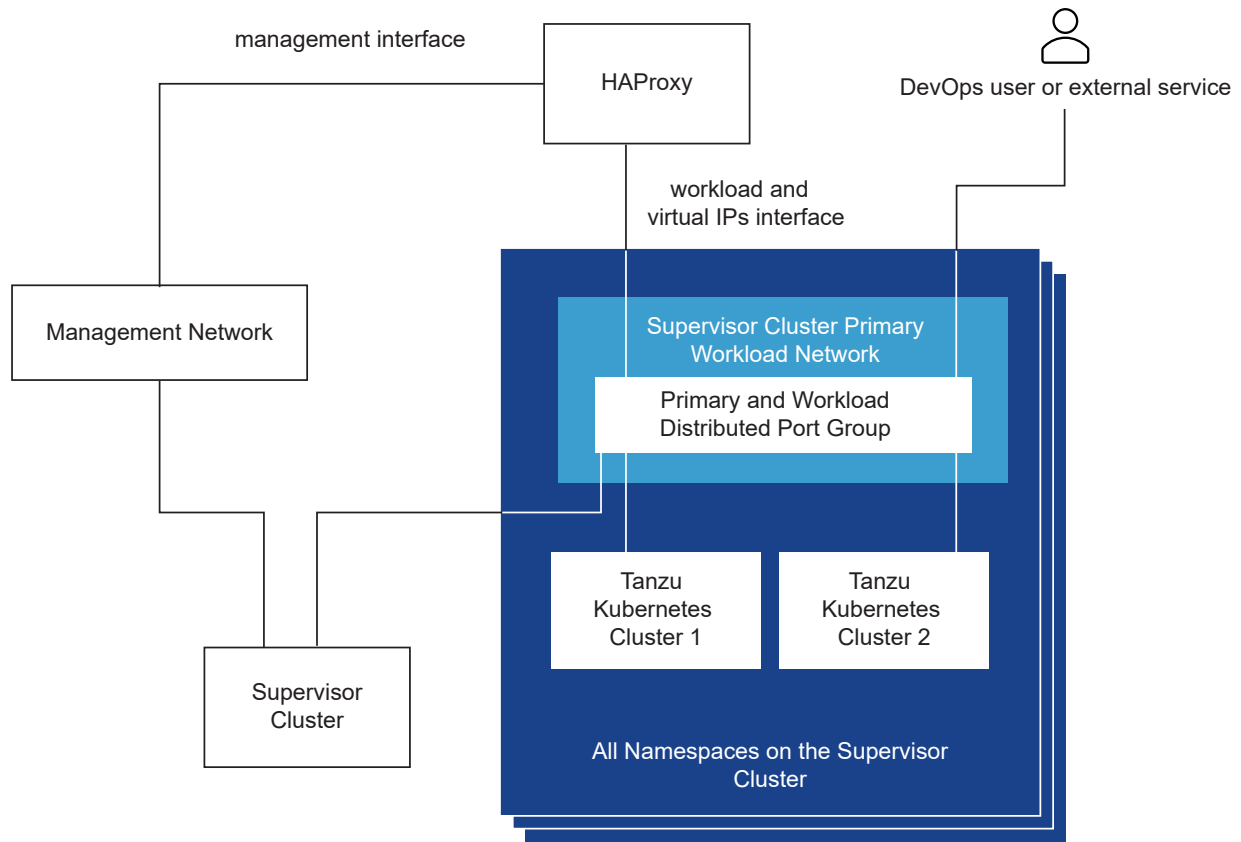 management interface
HAProxy
DevOps user or external service
workload and
virtual IPs interface
Management Network
Supervisor Cluster Primary
Workload Network
Primary and Workload
Distributed Port Group
Tanzu
Kubernetes
Cluster 1
Tanzu
Kubernetes
Cluster 2
Supervisor
Cluster
All Namespaces on the Supervisor
Cluster